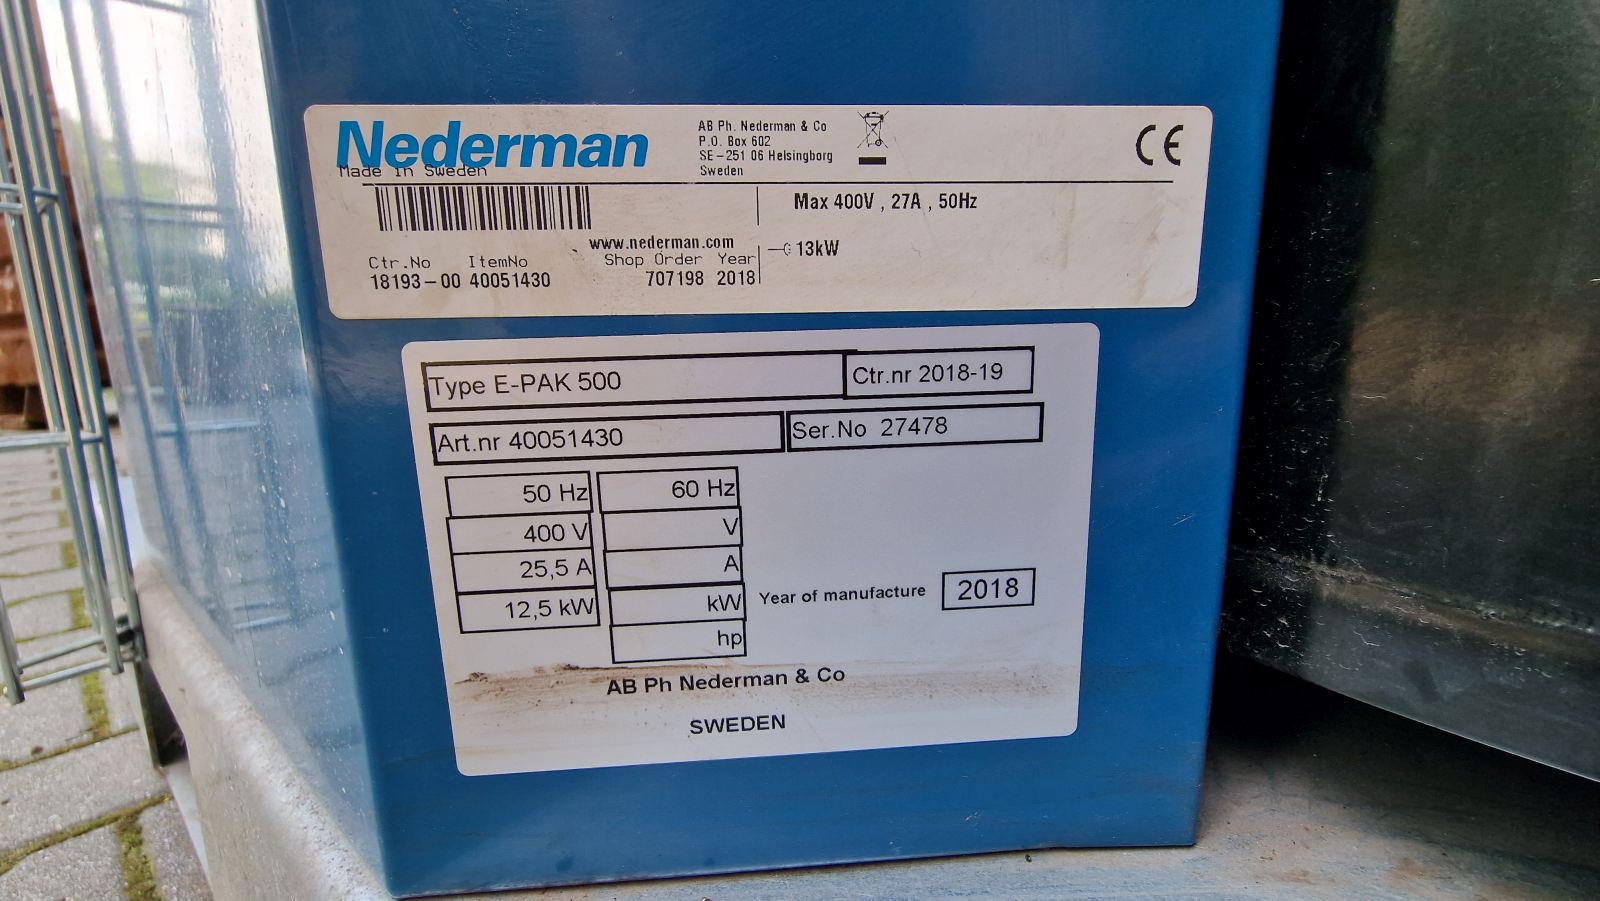 Nederman
Made in Sweden
AB Ph. Nederman & Co
P.O. Box 602
SE-251 06 Helsingborg
Sweden
CE
Max 400V , 27A , 50Hz
13kW
www.nederman.com
Ctr.No ItemNo Shop Order Year
18193-00 40051430 707198 2018
Type E-PAK 500 Ctr.nr 2018-19
Art.nr 40051430 Ser.No 27478
50 Hz 60 Hz
400 V V
25,5 A A
12,5 kW kW
hp
Year of manufacture 2018
AB Ph Nederman & Co
SWEDEN